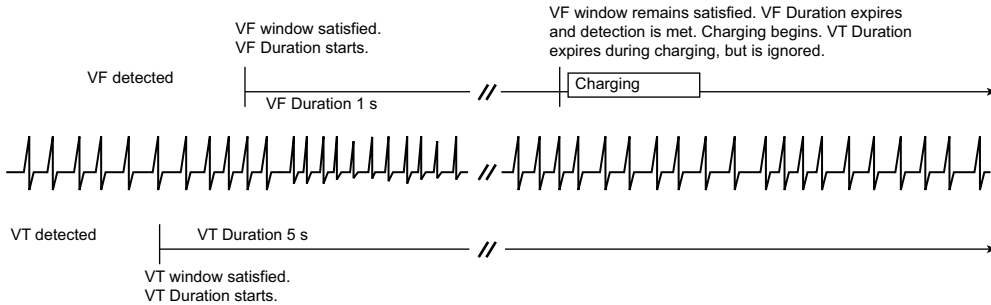 VF window satisfied.
VF Duration starts.
VF window remains satisfied. VF Duration expires
and detection is met. Charging begins. VT Duration
expires during charging, but is ignored.
VF detected
Charging
VF Duration 1 s
VT detected
VT Duration 5 s
VT window satisfied.
VT Duration starts.